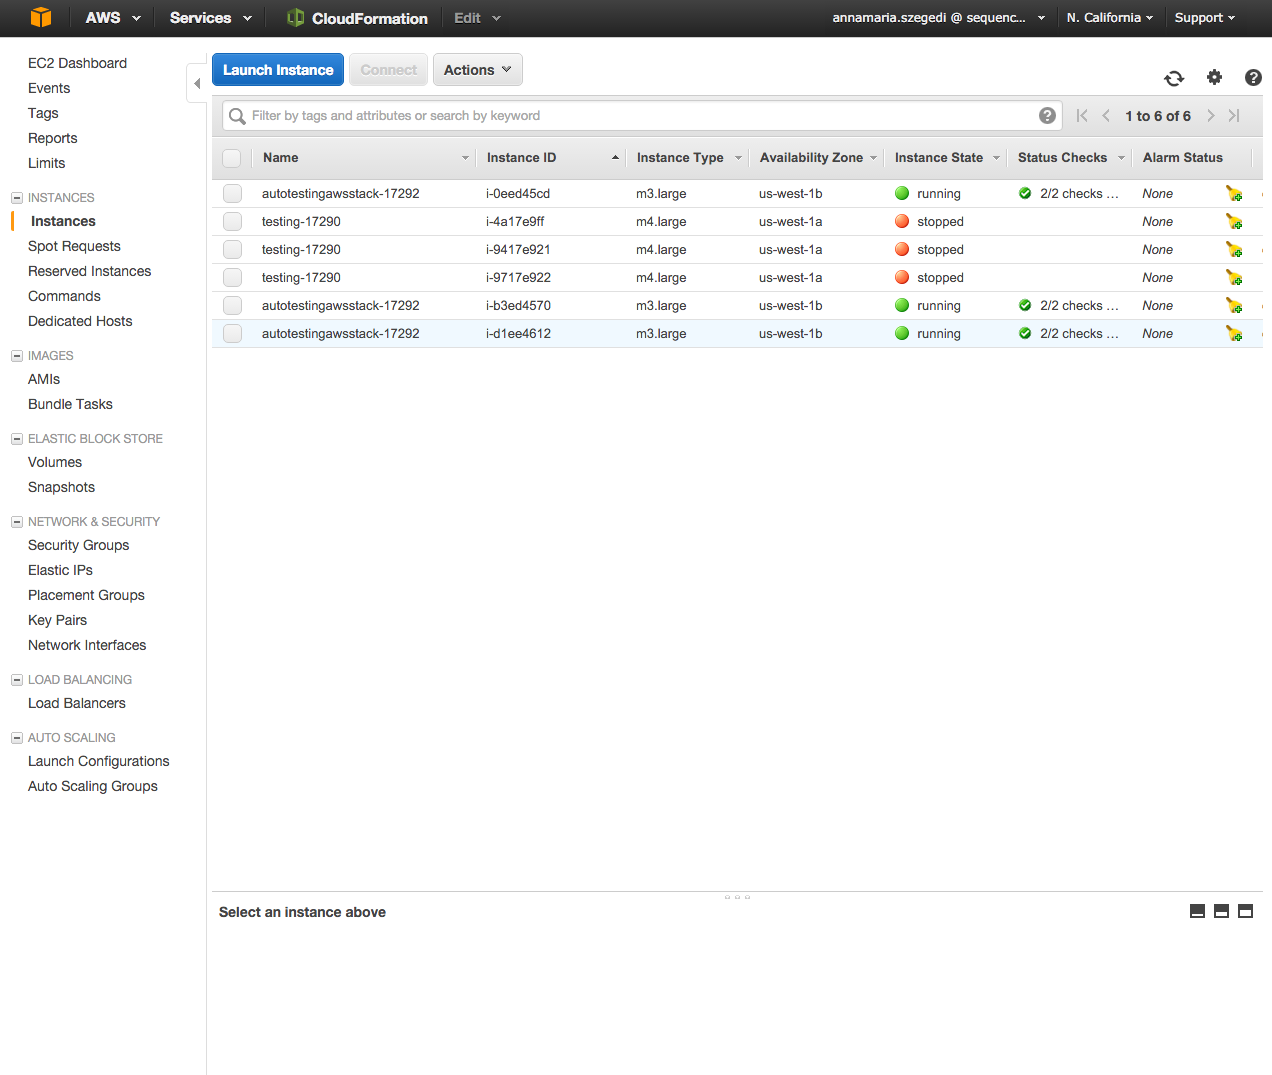 AWS Services CloudFormation Edit annamaria.szegedi @ sequenc... N. California Support
EC2 Dashboard
Events
Tags
Reports
Limits
INSTANCES
Instances
Spot Requests
Reserved Instances
Commands
Dedicated Hosts
IMAGES
AMIs
Bundle Tasks
ELASTIC BLOCK STORE
Volumes
Snapshots
NETWORK & SECURITY
Security Groups
Elastic IPs
Placement Groups
Key Pairs
Network Interfaces
LOAD BALANCING
Load Balancers
AUTO SCALING
Launch Configurations
Auto Scaling Groups
Launch Instance Connect Actions
Filter by tags and attributes or search by keyword 1 to 6 of 6
Name Instance ID Instance Type Availability Zone Instance State Status Checks Alarm Status
autotestingawsstack-17292 i-0eed45cd m3.large us-west-1b running 2/2 checks ... None
testing-17290 i-4a17e9ff m4.large us-west-1a stopped None
testing-17290 i-9417e921 m4.large us-west-1a stopped None
testing-17290 i-9717e922 m4.large us-west-1a stopped None
autotestingawsstack-17292 i-b3ed4570 m3.large us-west-1b running 2/2 checks ... None
autotestingawsstack-17292 i-d1ee4612 m3.large us-west-1b running 2/2 checks ... None
Select an instance above